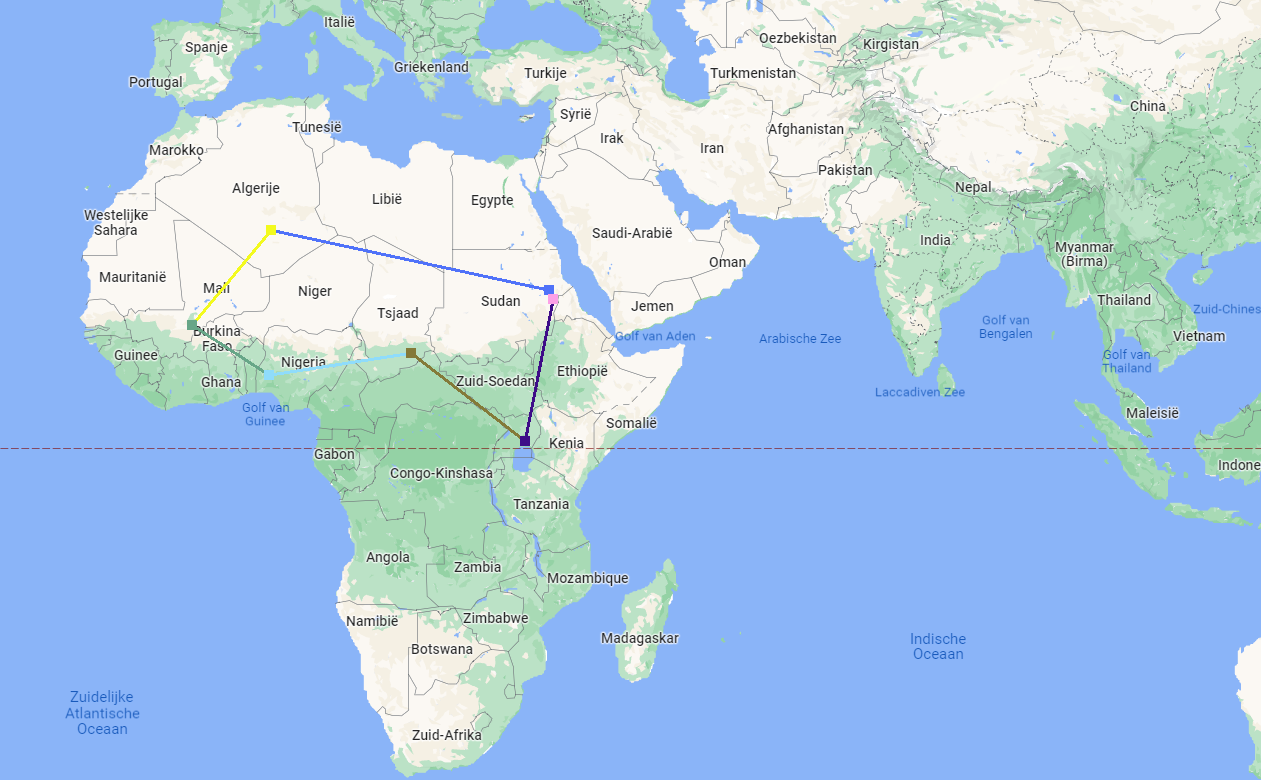 Italië
Spanje
Oezbekistan
Kirgistan
Griekenland
Turkije
Turkmenistan
Portugal
China
Syrië
Tunesië
Irak
Afghanistan
Marokko
Iran
Pakistan
Algerije
Nepal
Libië
Egypte
Westelijke
Sahara
Saudi-Arabië
India
Myanmar
(Birma)
Oman
Mauritanië
Mali
Niger
Sudan
Thailand
Jemen
Tsjaad
Zuid-Chines
Golf van
Bengalen
Burkina
Faso
Golf van Aden
Arabische Zee
Vietnam
Guinee
Nigeria
Golf van
Thailand
Ethiopië
Ghana
Zuid-Soedan
Laccadiven Zee
Golf van
Guinee
Maleisië
Somalië
Kenia
Gabon
Indone
Congo-Kinshasa
Tanzania
Angola
Zambia
Mozambique
Namibië
Zimbabwe
Madagaskar
Indische
Oceaan
Botswana
Zuidelijke
Atlantische
Oceaan
Zuid-Afrika